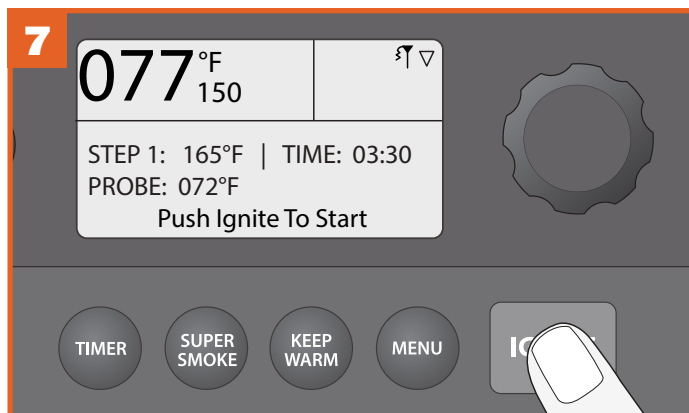 7
077°F
150
STEP 1: 165°F | TIME: 03:30
PROBE: 072°F
Push Ignite To Start
TIMER
SUPER
SMOKE
KEEP
WARM
MENU